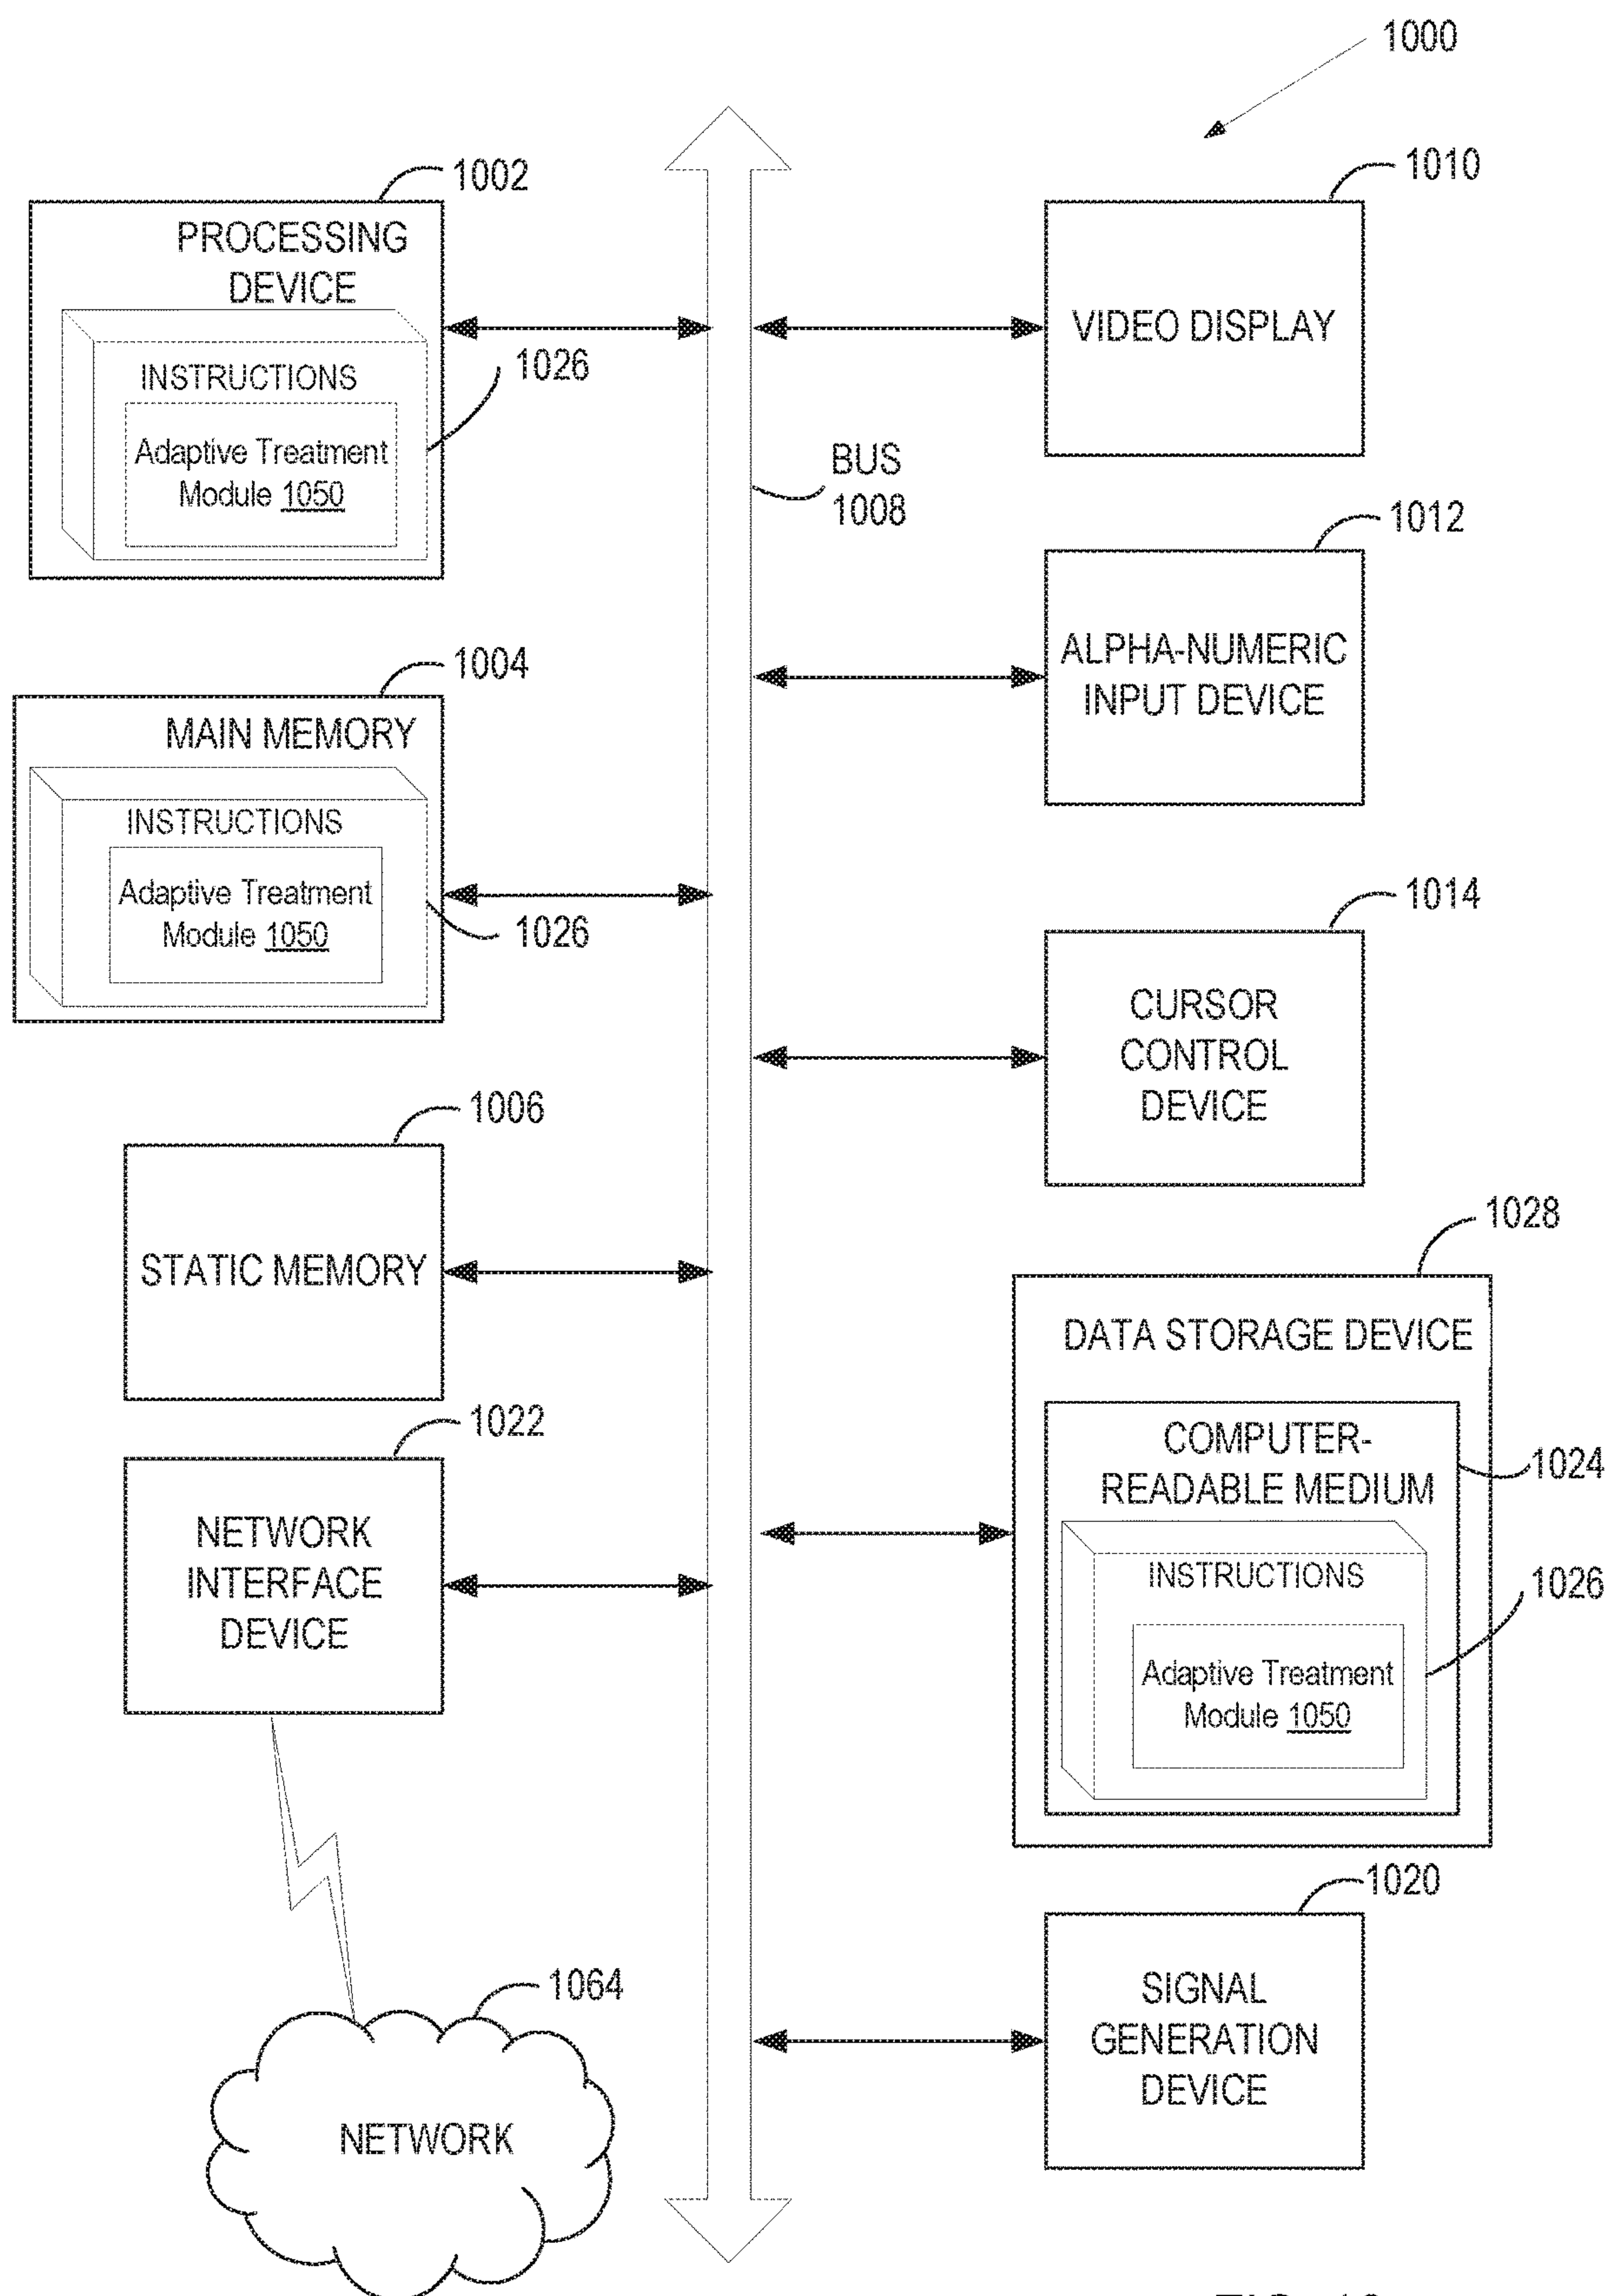 1000
1002
PROCESSING
DEVICE
INSTRUCTIONS
Adaptive Treatment
Module 1050
1026
1004
MAIN MEMORY
INSTRUCTIONS
Adaptive Treatment
Module 1050
1026
1006
STATIC MEMORY
1022
NETWORK
INTERFACE
DEVICE
1064
NETWORK
BUS
1008
1010
VIDEO DISPLAY
1012
ALPHA-NUMERIC
INPUT DEVICE
1014
CURSOR
CONTROL
DEVICE
1028
DATA STORAGE DEVICE
COMPUTER-
READABLE MEDIUM
1024
INSTRUCTIONS
1026
Adaptive Treatment
Module 1050
1020
SIGNAL
GENERATION
DEVICE